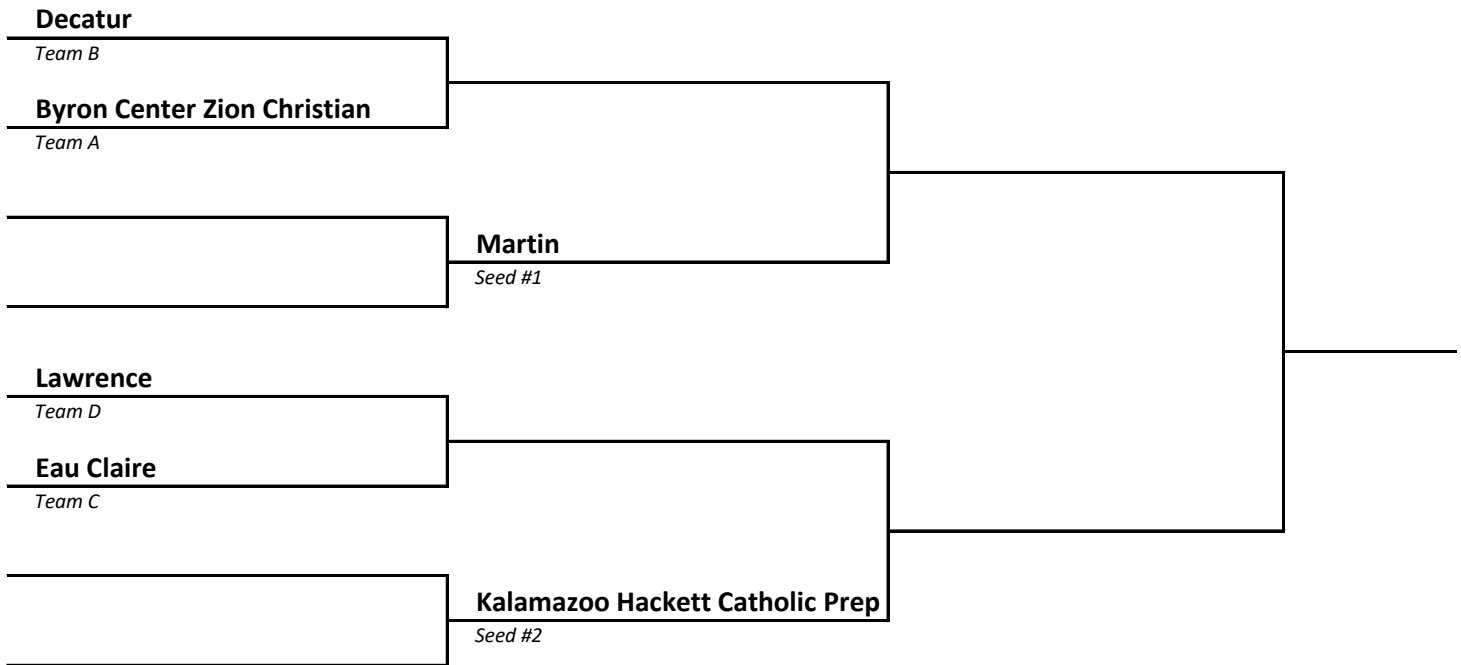 Decatur
Team B
Byron Center Zion Christian
Team A
Martin
Seed #1
Lawrence
Team D
Eau Claire
Team C
Kalamazoo Hackett Catholic Prep
Seed #2